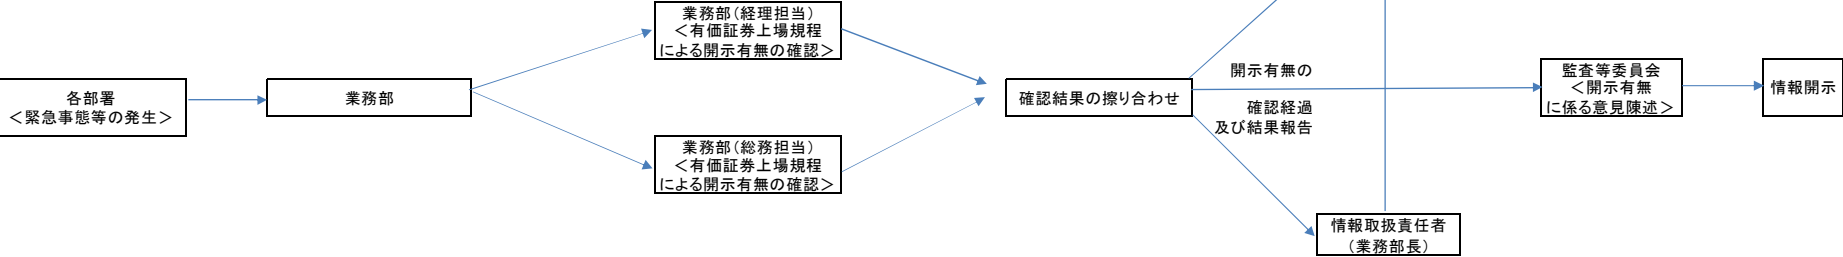 業務部（経理担当）
＜有価証券上場規程
による開示有無の確認＞
各部署
＜緊急事態等の発生＞
業務部
業務部（総務担当）
＜有価証券上場規程
による開示有無の確認＞
確認結果の擦り合わせ
開示有無の
確認経過
及び結果報告
監査等委員会
＜開示有無
に係る意見陳述＞
情報開示
情報取扱責任者
（業務部長）